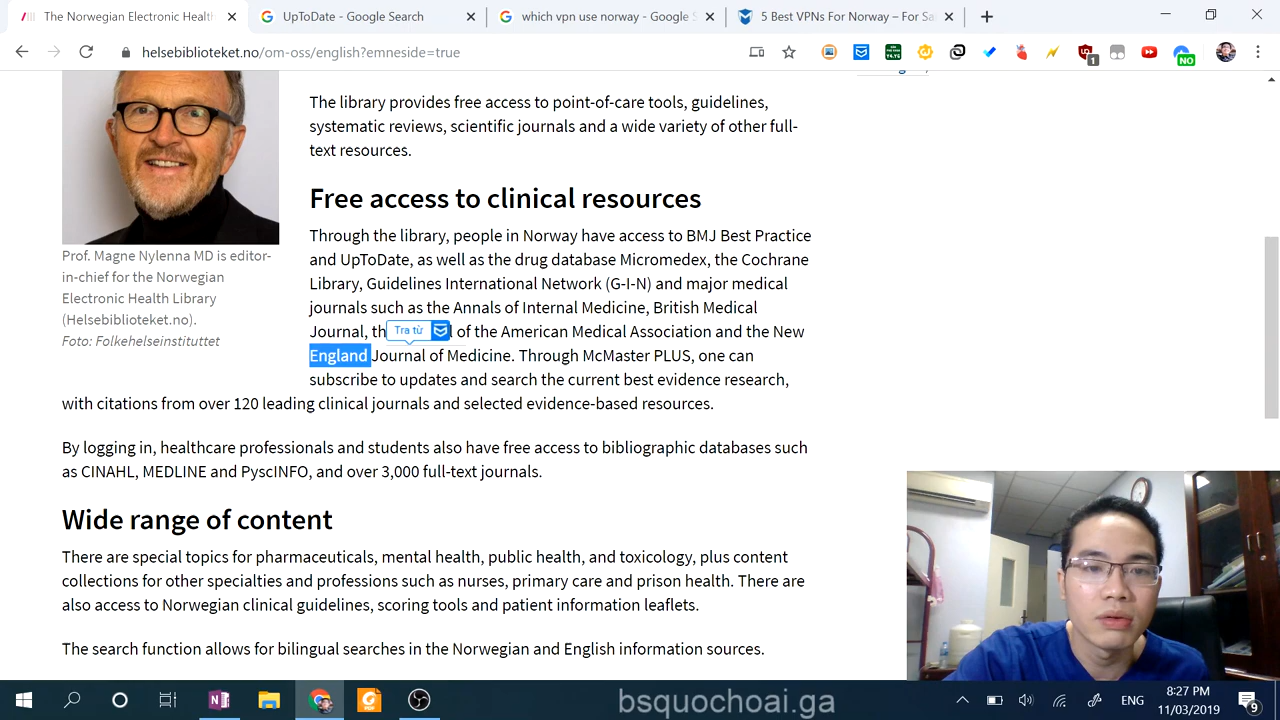 The Norwegian Electronic Healt
UpToDate - Google Search
which vpn use norway - Google S
5 Best VPNs For Norway – For Sa
helsebiblioteket.no/om-oss/english?emneside=true
1
NO
The library provides free access to point-of-care tools, guidelines,
systematic reviews, scientific journals and a wide variety of other full-
text resources.
Free access to clinical resources
Through the library, people in Norway have access to BMJ Best Practice
and UpToDate, as well as the drug database Micromedex, the Cochrane
Library, Guidelines International Network (G-I-N) and major medical
journals such as the Annals of Internal Medicine, British Medical
Journal, th Tra từ l of the American Medical Association and the New
England Journal of Medicine. Through McMaster PLUS, one can
subscribe to updates and search the current best evidence research,
with citations from over 120 leading clinical journals and selected evidence-based resources.
Prof. Magne Nylenna MD is editor-
in-chief for the Norwegian
Electronic Health Library
(Helsebiblioteket.no).
Foto: Folkehelseinstituttet
By logging in, healthcare professionals and students also have free access to bibliographic databases such
as CINAHL, MEDLINE and PyscINFO, and over 3,000 full-text journals.
Wide range of content
There are special topics for pharmaceuticals, mental health, public health, and toxicology, plus content
collections for other specialties and professions such as nurses, primary care and prison health. There are
also access to Norwegian clinical guidelines, scoring tools and patient information leaflets.
The search function allows for bilingual searches in the Norwegian and English information sources.
bsquochoai.ga
ENG
8:27 PM
11/03/2019
9